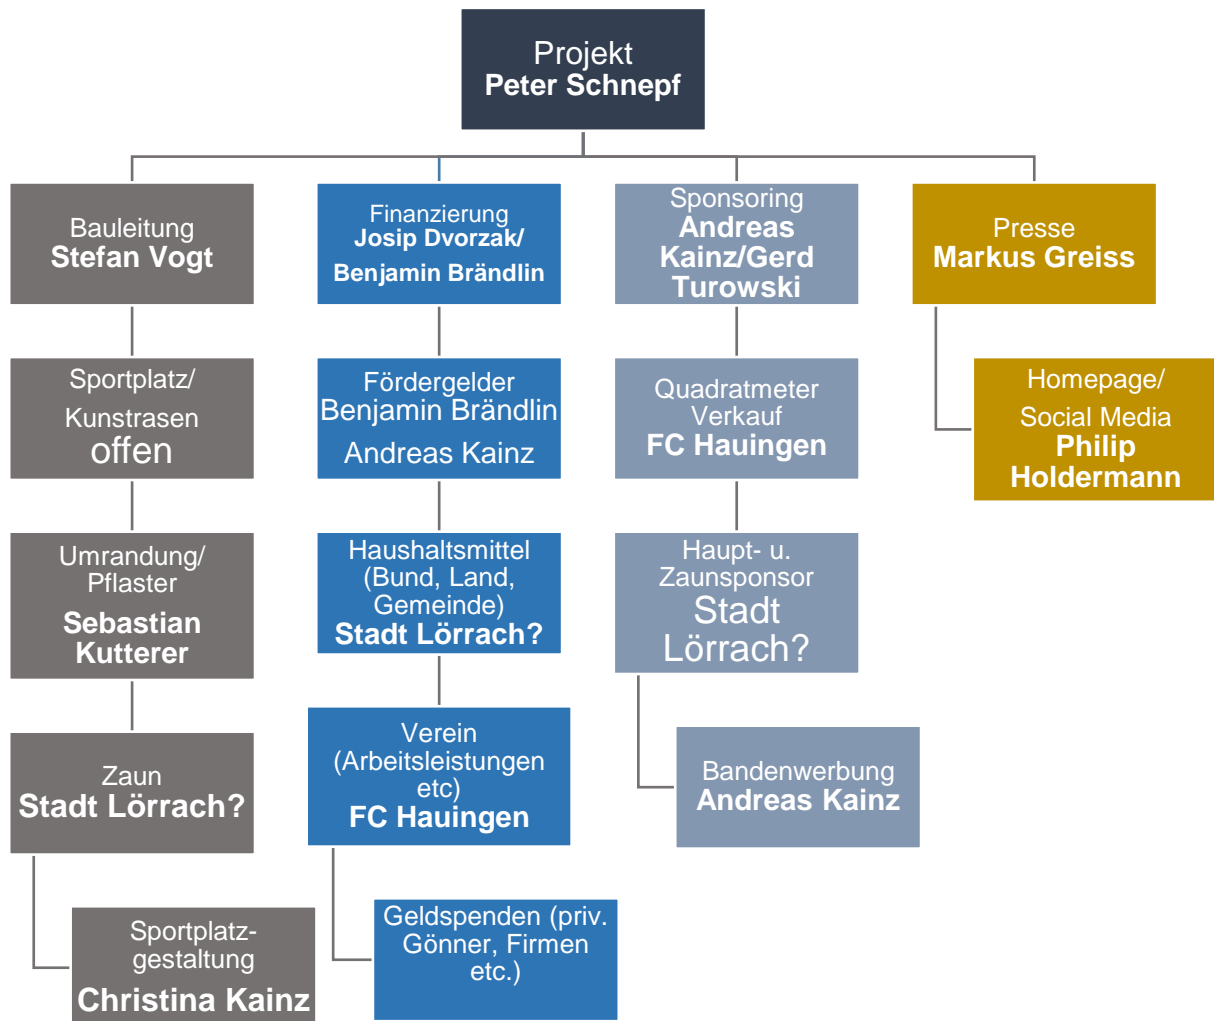 Projekt
Peter Schnepf
Bauleitung
Stefan Vogt
Finanzierung
Josip Dvorzak/
Benjamin Brändlin
Sponsoring
Andreas
Kainz/Gerd
Turowski
Presse
Markus Greiss
Sportplatz/
Kunstrasen
offen
Fördergelder
Benjamin Brändlin
Andreas Kainz
Quadratmeter
Verkauf
FC Hauingen
Homepage/
Social Media
Philip
Holdermann
Umrandung/
Pflaster
Sebastian
Kutterer
Haushaltsmittel
(Bund, Land,
Gemeinde)
Stadt Lörrach?
Haupt- u.
Zaunsponsor
Stadt
Lörrach?
Zaun
Stadt Lörrach?
Verein
(Arbeitsleistungen
etc)
FC Hauingen
Bandenwerbung
Andreas Kainz
Sportplatz-
gestaltung
Christina Kainz
Geldspenden (priv.
Gönner, Firmen
etc.)